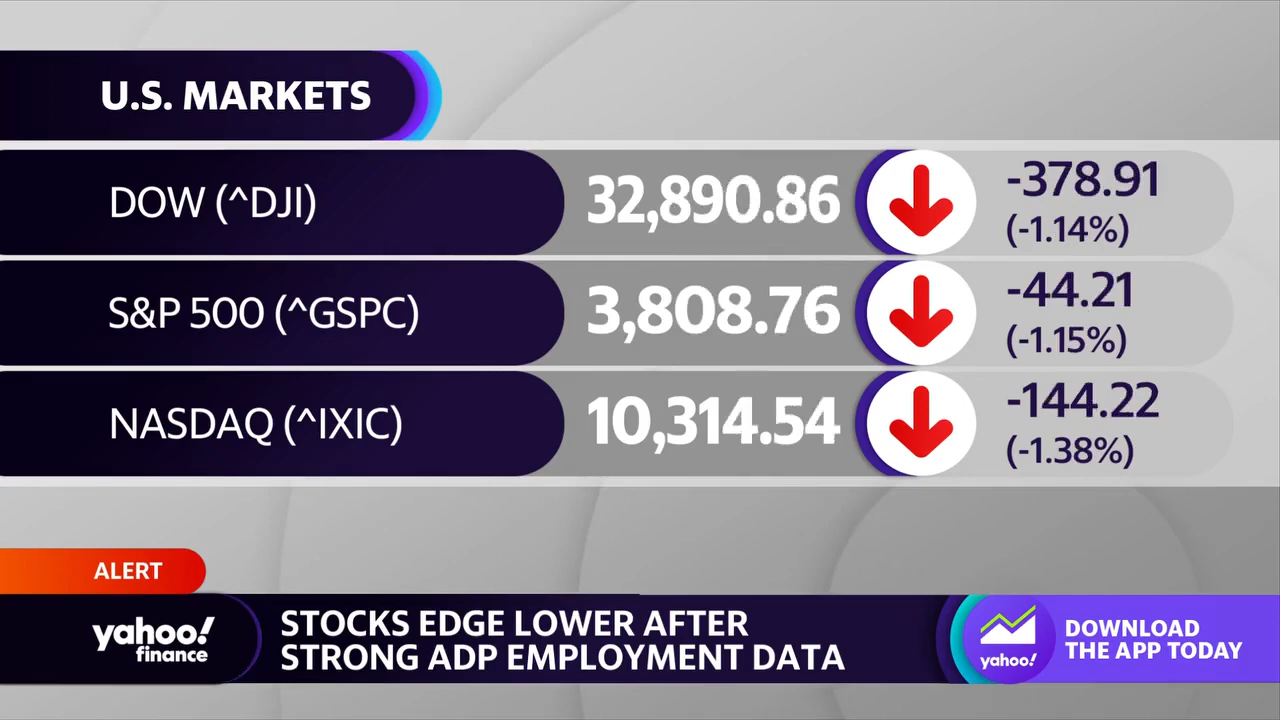 U.S. MARKETS
DOW (^DJI) 32,890.86 -378.91
(-1.14%)
S&P 500 (^GSPC) 3,808.76 -44.21
(-1.15%)
NASDAQ (^IXIC) 10,314.54 -144.22
(-1.38%)
ALERT
yahoo!
finance
STOCKS EDGE LOWER AFTER
STRONG ADP EMPLOYMENT DATA
yahoo!
DOWNLOAD
THE APP TODAY